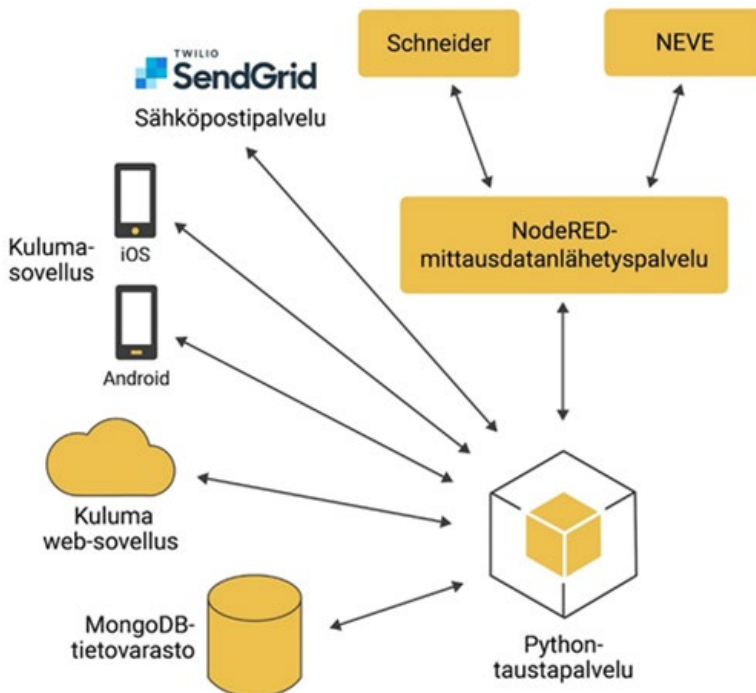 TWILIO
SendGrid
Sähköpostipalvelu
Schneider
NEVE
NodeRED-
mittausdatanlähetyspalvelu
Kuluma-
sovellus
iOS
Android
Kuluma
web-sovellus
MongoDB-
tietovarasto
Python-
taustapalvelu